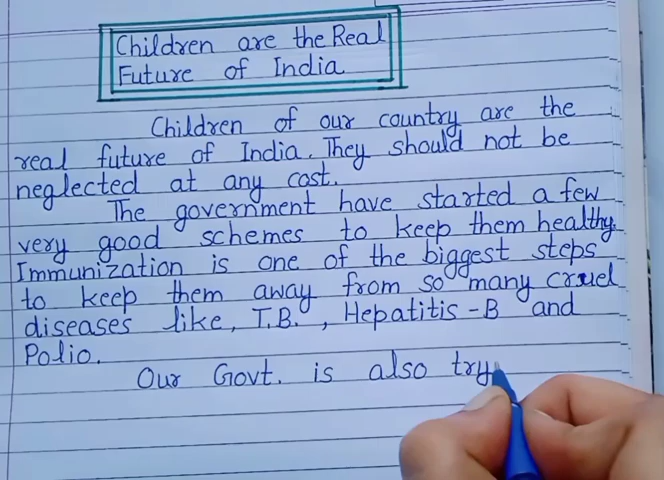 Children are the Real
Future of India
Children of our country are the
real future of India. They should not be
neglected at any cost.
The government have started a few
very good schemes to keep them healthy.
Immunization is one of the biggest steps
to keep them away from so many cruel
diseases like, T.B., Hepatitis-B and
Polio.
Our Govt. is also try